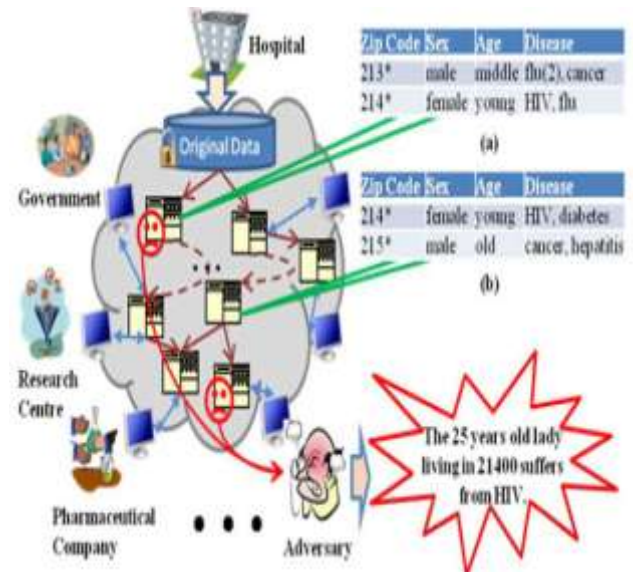 Hospital
Original Data
Government
Research
Centre
Pharmaceutical
Company
Adversary
Zip Code Sex Age Disease
213* male middle flu(2), cancer
214* female young HIV, flu
(a)
Zip Code Sex Age Disease
214* female young HIV, diabetes
215* male old cancer, hepatitis
(b)
The 25 years old lady
living in 21400 suffers
from HIV.